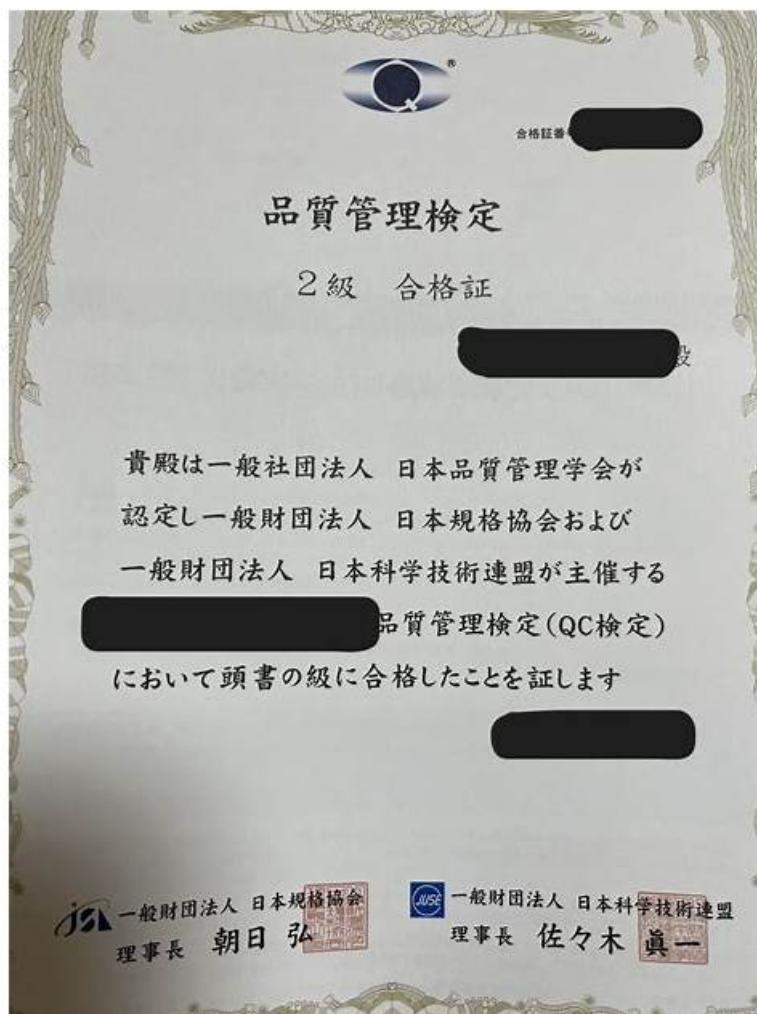 合格証番
品質管理検定
2級 合格証
殿
貴殿は一般社団法人 日本品質管理学会が
認定し一般財団法人 日本規格協会および
一般財団法人 日本科学技術連盟が主催する
品質管理検定(QC検定)
において頭書の級に合格したことを証します
JSA 一般財団法人 日本規格協会
理事長 朝日 弘
JUSE 一般財団法人 日本科学技術連盟
理事長 佐々木 眞一